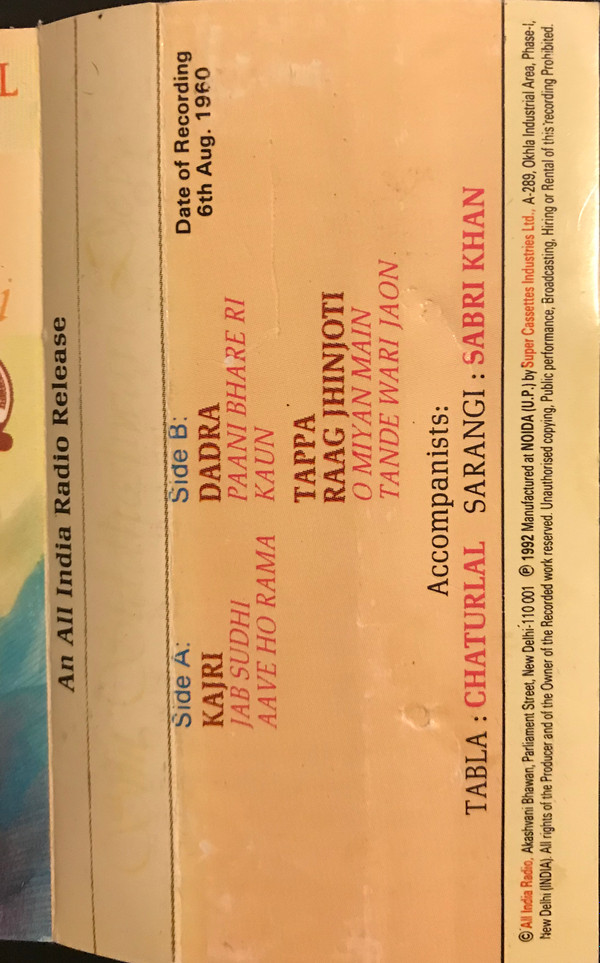 L
An All India Radio Release
Side A:
KAJRI
JAB SUDHI
AAVE HO RAMA
Side B:
DADRA
PAANI BHARE RI
KAUN
TAPPA
RAAG JHINJOTI
O MIYAN MAIN
TANDE WARI JAON
Date of Recording
6th Aug. 1960
Accompanists:
TABLA : CHATURLAL SARANGI : SABRI KHAN
© All India Radio, Akashvani Bhawan, Parliament Street, New Delhi-110 001 ℗ 1992 Manufactured at NOIDA (U.P.) by Super Cassettes Industries Ltd., A-289, Okhla Industrial Area, Phase-I,
New Delhi (INDIA). All rights of the Producer and of the Owner of the Recorded work reserved. Unauthorised copying, Public performance, Broadcasting, Hiring or Rental of this recording Prohibited.